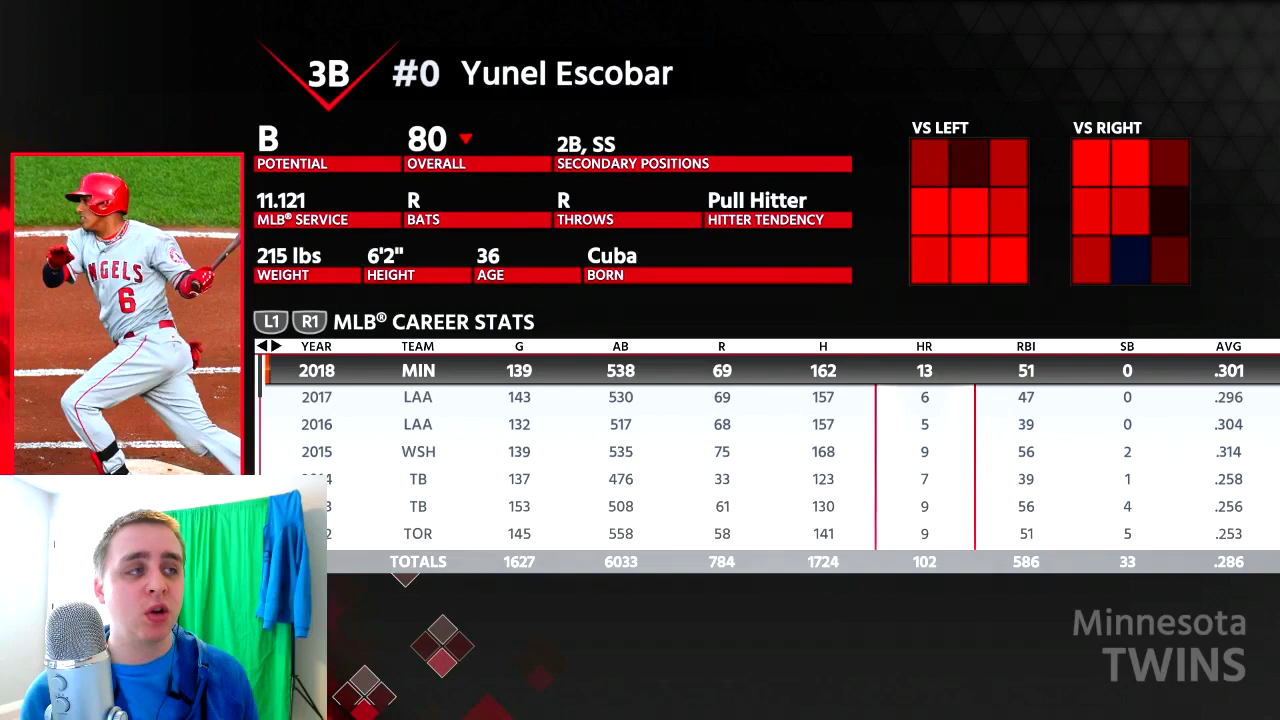 3B #0 Yunel Escobar
B 80 2B, SS
POTENTIAL OVERALL SECONDARY POSITIONS
11.121 R R Pull Hitter
MLB® SERVICE BATS THROWS HITTER TENDENCY
215 lbs 6'2" 36 Cuba
WEIGHT HEIGHT AGE BORN
VS LEFT VS RIGHT
ANGELS
6
L1 R1 MLB® CAREER STATS
YEAR TEAM G AB R H HR RBI SB AVG
2018 MIN 139 538 69 162 13 51 0 .301
2017 LAA 143 530 69 157 6 47 0 .296
2016 LAA 132 517 68 157 5 39 0 .304
2015 WSH 139 535 75 168 9 56 2 .314
4 TB 137 476 33 123 7 39 1 .258
3 TB 153 508 61 130 9 56 4 .256
2 TOR 145 558 58 141 9 51 5 .253
TOTALS 1627 6033 784 1724 102 586 33 .286
Minnesota
TWINS